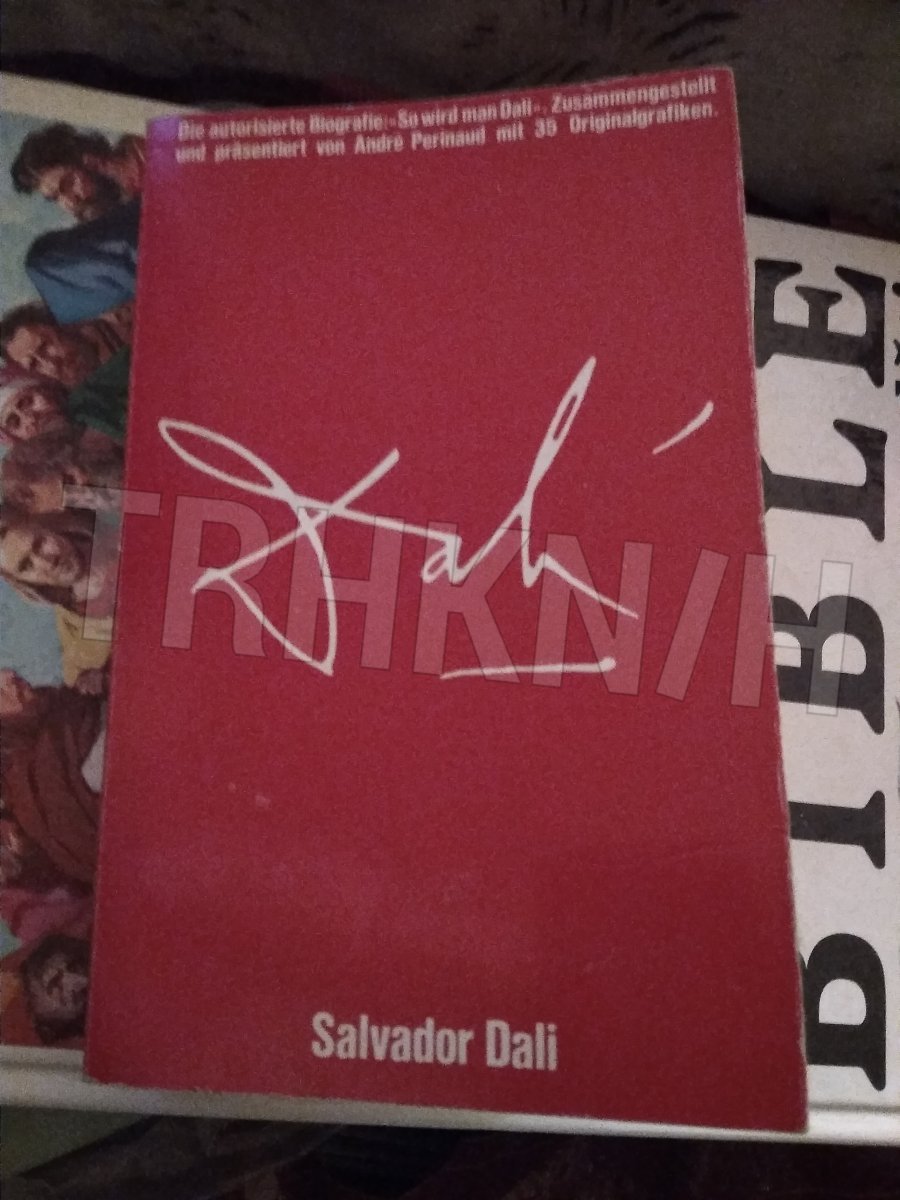 Die autorisierte Biografie »So wird man Dali«. Zusammengestellt
und präsentiert von André Parinaud mit 35 Originalgrafiken.
Dalí
Salvador Dali
BIBLE
TRHKN/H